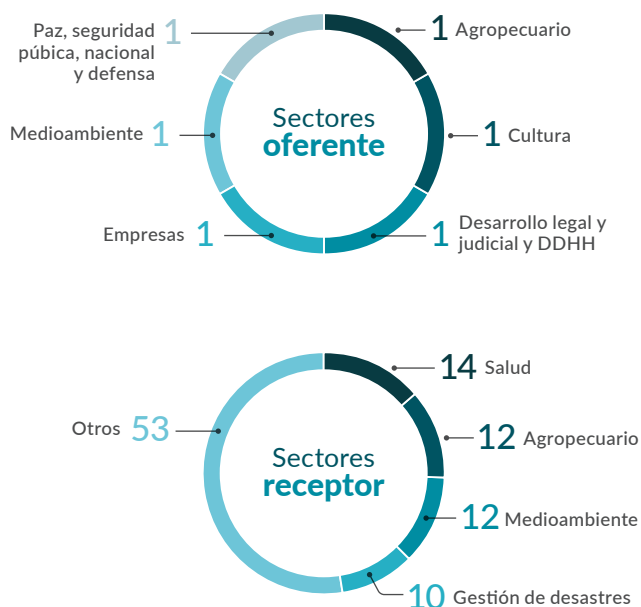 Paz, seguridad
púbica, nacional
y defensa
1
1 Agropecuario
Medioambiente 1
Sectores
oferente
1 Cultura
Empresas 1
1 Desarrollo legal y
judicial y DDHH
14 Salud
Otros 53
Sectores
receptor
12 Agropecuario
12 Medioambiente
10 Gestión de desastres